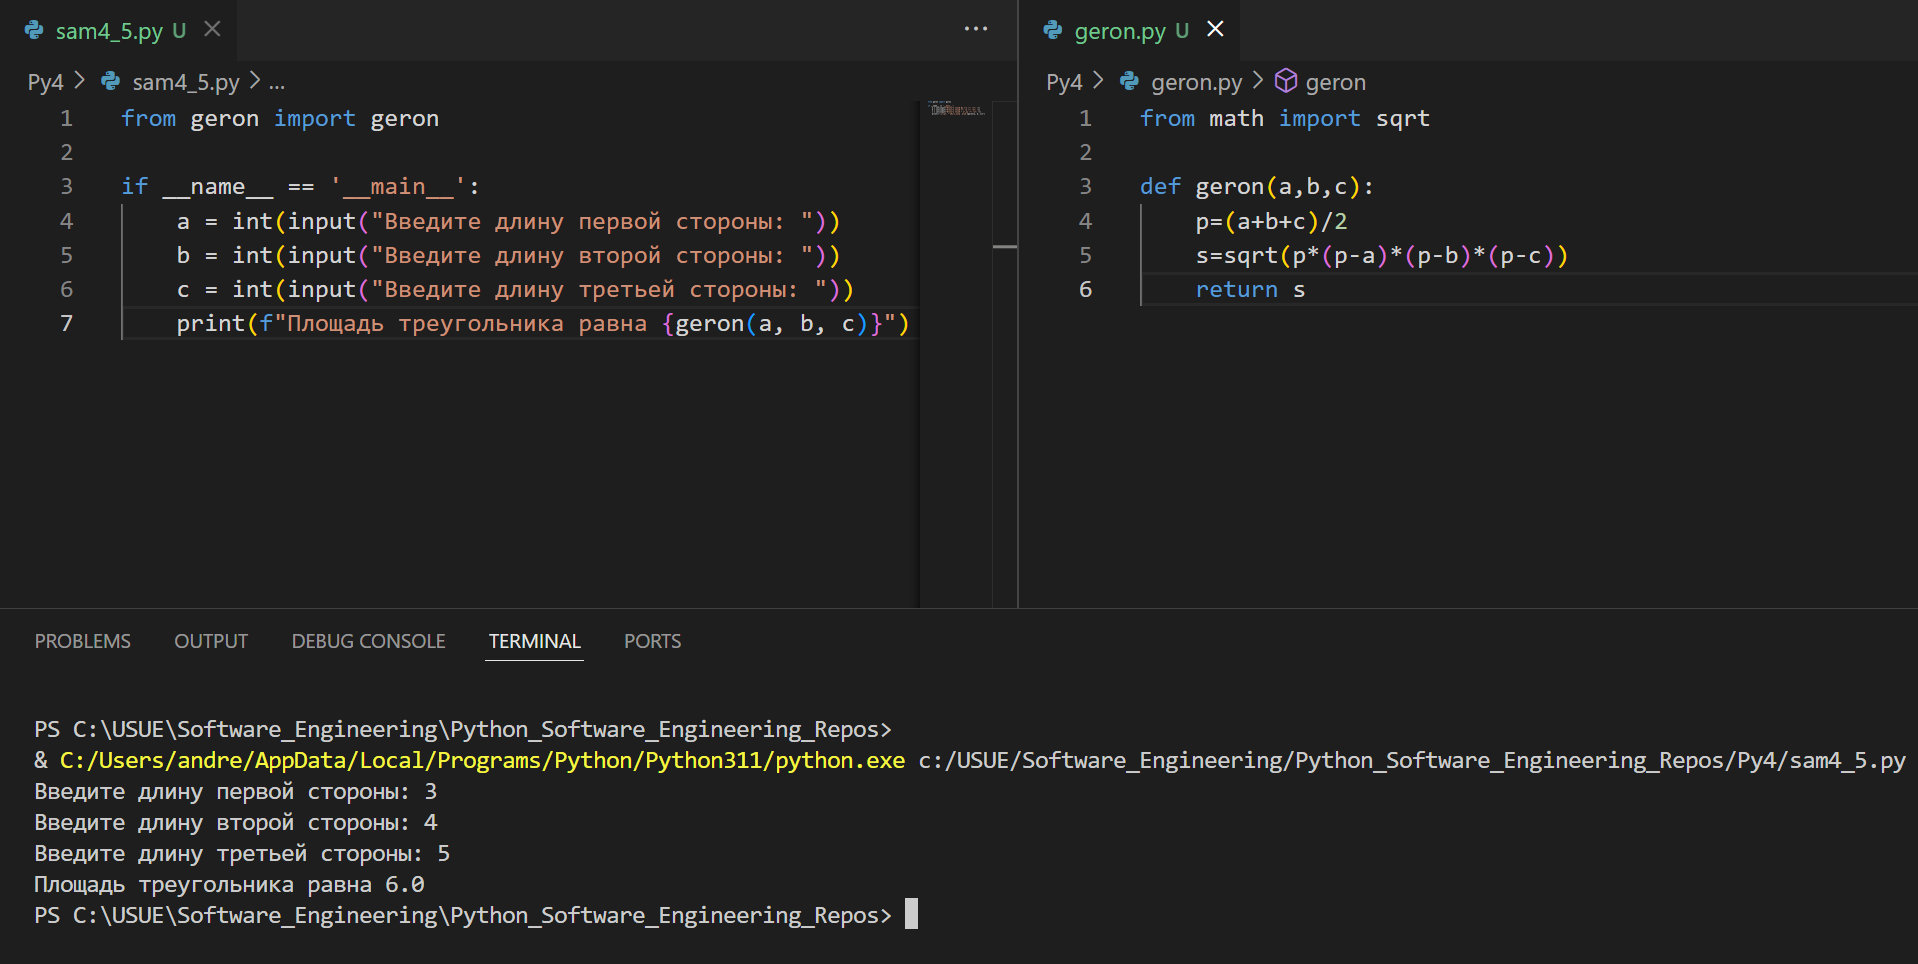 sam4_5.py U
Py4 > sam4_5.py > ...
1 from geron import geron
2
3 if __name__ == '__main__':
4     a = int(input("Введите длину первой стороны: "))
5     b = int(input("Введите длину второй стороны: "))
6     c = int(input("Введите длину третьей стороны: "))
7     print(f"Площадь треугольника равна {geron(a, b, c)}")
geron.py U
Py4 > geron.py > geron
1 from math import sqrt
2
3 def geron(a,b,c):
4     p=(a+b+c)/2
5     s=sqrt(p*(p-a)*(p-b)*(p-c))
6     return s
PROBLEMS OUTPUT DEBUG CONSOLE TERMINAL PORTS
PS C:\USUE\Software_Engineering\Python_Software_Engineering_Repos>
& C:/Users/andre/AppData/Local/Programs/Python/Python311/python.exe c:/USUE/Software_Engineering/Python_Software_Engineering_Repos/Py4/sam4_5.py
Введите длину первой стороны: 3
Введите длину второй стороны: 4
Введите длину третьей стороны: 5
Площадь треугольника равна 6.0
PS C:\USUE\Software_Engineering\Python_Software_Engineering_Repos>